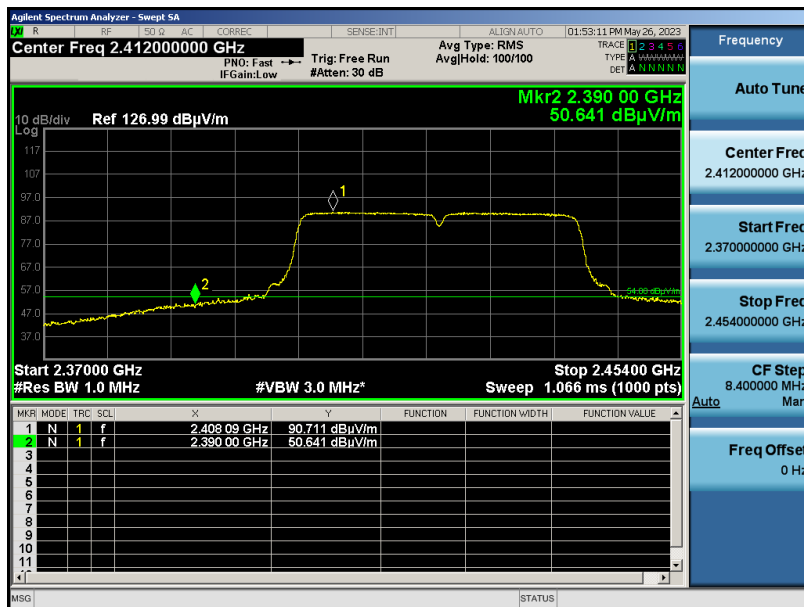 Agilent Spectrum Analyzer - Swept SA
LXI R RF 50 Ω AC CORREC SENSE:INT ALIGN AUTO 01:53:11 PM May 26, 2023
Center Freq 2.412000000 GHz
PNO: Fast
IFGain:Low
Trig: Free Run
#Atten: 30 dB
Avg Type: RMS
Avg|Hold: 100/100
TRACE 1 2 3 4 5 6
TYPE A WWWWW
DET A N N N N N
Mkr2 2.390 00 GHz
50.641 dBµV/m
10 dB/div Ref 126.99 dBµV/m
Log
117
107
97.0
87.0
77.0
67.0
57.0
47.0
37.0
1
2
54.00 dBµV/m
Start 2.37000 GHz Stop 2.45400 GHz
#Res BW 1.0 MHz #VBW 3.0 MHz* Sweep 1.066 ms (1000 pts)
MKR MODE TRC SCL X Y FUNCTION FUNCTION WIDTH FUNCTION VALUE
1 N 1 f 2.408 09 GHz 90.711 dBµV/m
2 N 1 f 2.390 00 GHz 50.641 dBµV/m
3
4
5
6
7
8
9
10
11
MSG STATUS
Frequency
Auto Tune
Center Freq
2.412000000 GHz
Start Freq
2.370000000 GHz
Stop Freq
2.454000000 GHz
CF Step
8.400000 MHz
Auto Man
Freq Offset
0 Hz